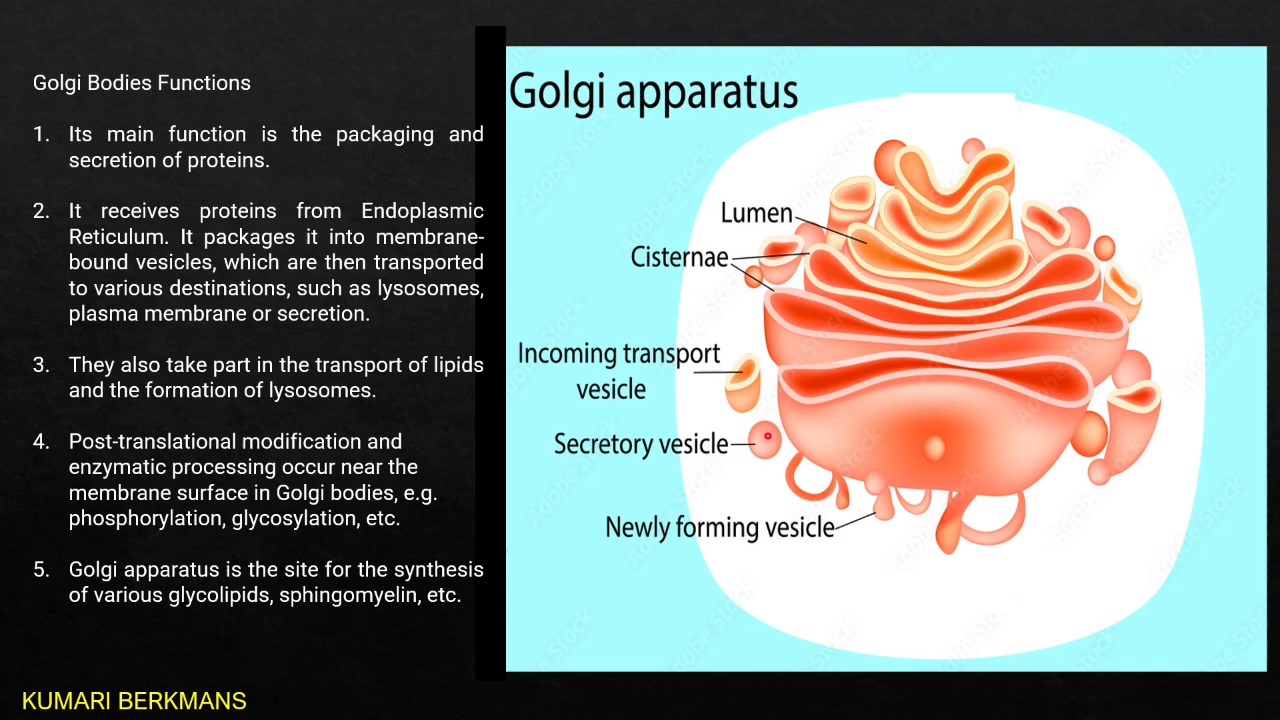 Golgi Bodies Functions
1. Its main function is the packaging and
secretion of proteins.
2. It receives proteins from Endoplasmic
Reticulum. It packages it into membrane-
bound vesicles, which are then transported
to various destinations, such as lysosomes,
plasma membrane or secretion.
3. They also take part in the transport of lipids
and the formation of lysosomes.
4. Post-translational modification and
enzymatic processing occur near the
membrane surface in Golgi bodies, e.g.
phosphorylation, glycosylation, etc.
5. Golgi apparatus is the site for the synthesis
of various glycolipids, sphingomyelin, etc.
KUMARI BERKMANS
Golgi apparatus
Lumen
Cisternae
Incoming transport
vesicle
Secretory vesicle
Newly forming vesicle
Adobe Stock